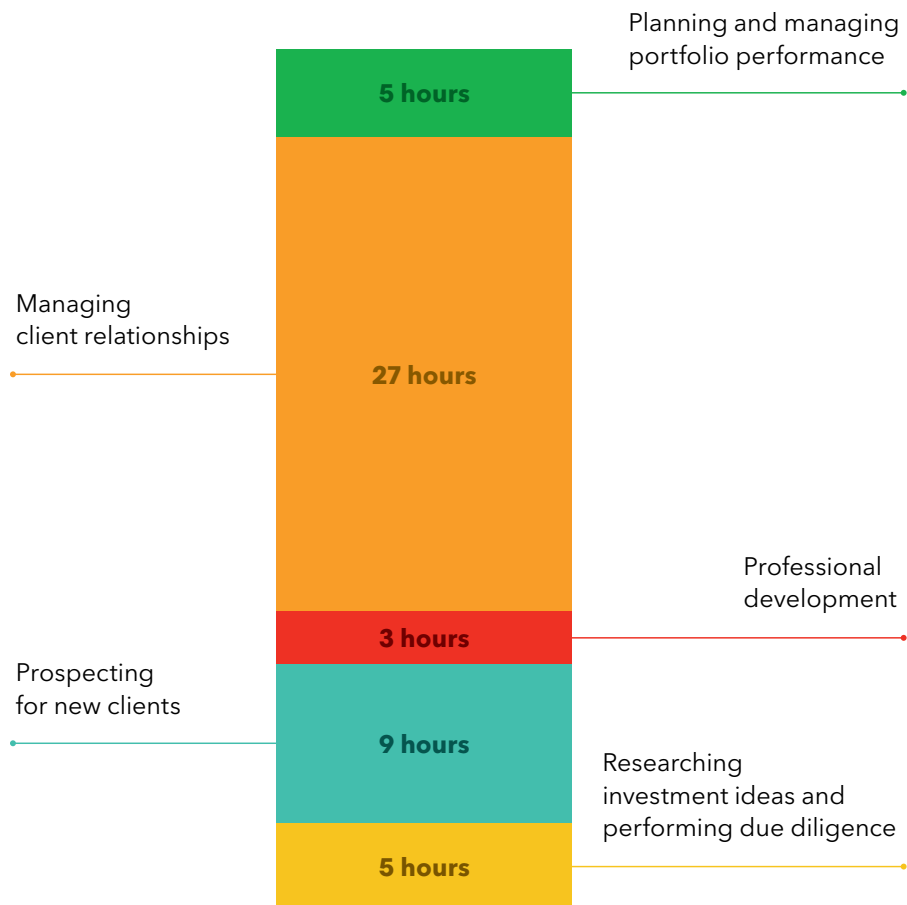 Planning and managing
portfolio performance
5 hours
Managing
client relationships
27 hours
Professional
development
3 hours
Prospecting
for new clients
9 hours
Researching
investment ideas and
performing due diligence
5 hours